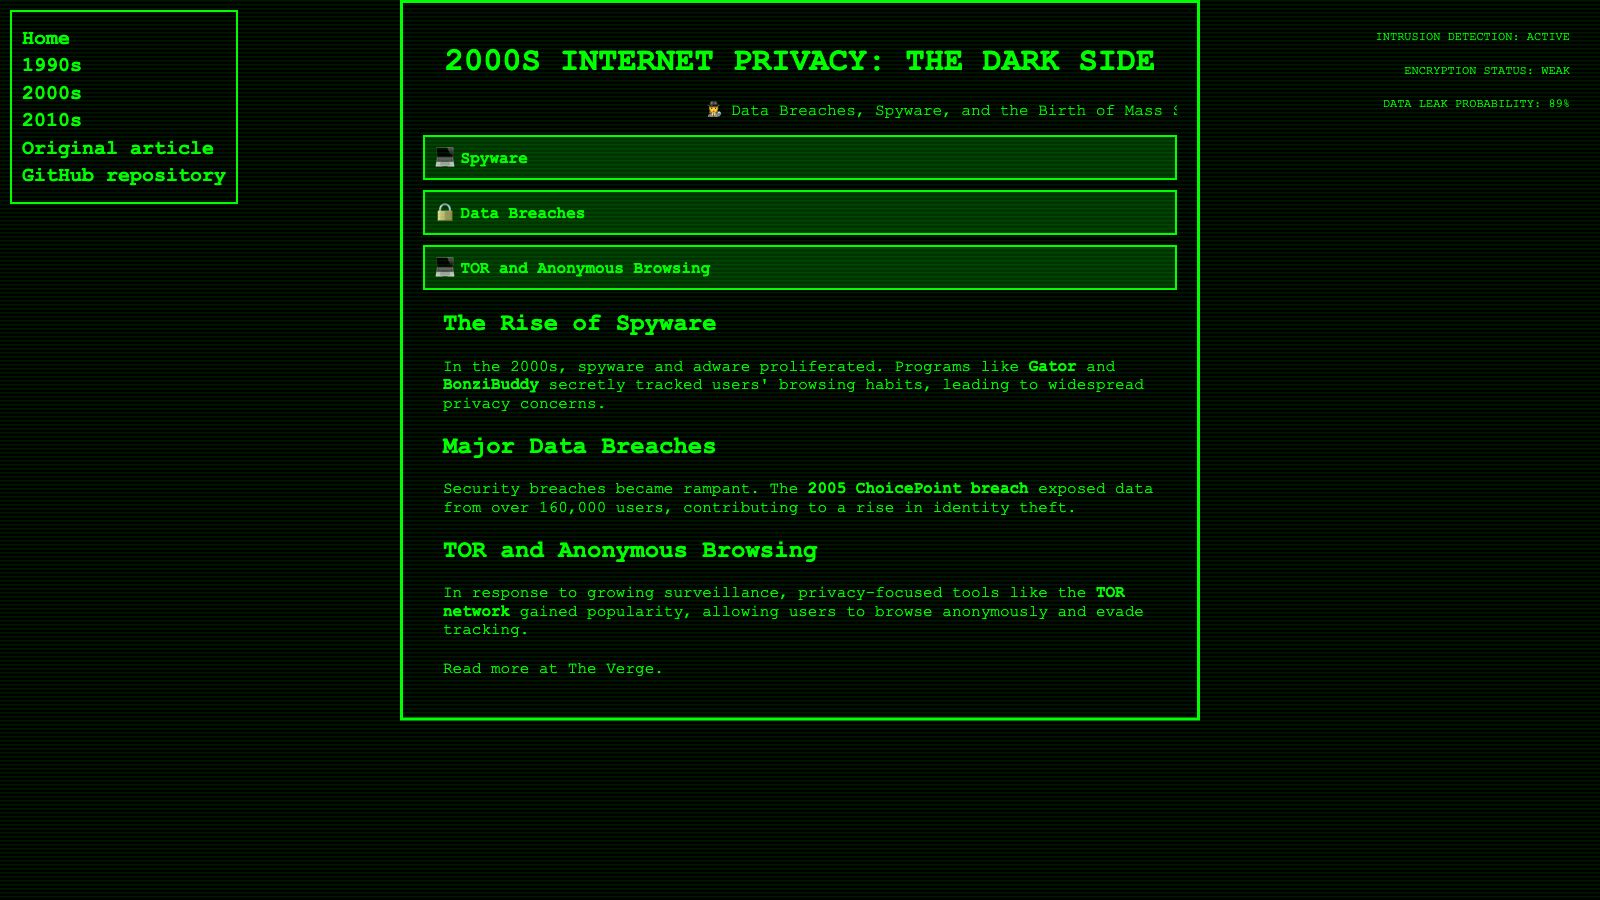 Home
1990s
2000s
2010s
Original article
GitHub repository
2000S INTERNET PRIVACY: THE DARK SIDE
Data Breaches, Spyware, and the Birth of Mass
Spyware
Data Breaches
TOR and Anonymous Browsing
The Rise of Spyware
In the 2000s, spyware and adware proliferated. Programs like Gator and
BonziBuddy secretly tracked users' browsing habits, leading to widespread
privacy concerns.
Major Data Breaches
Security breaches became rampant. The 2005 ChoicePoint breach exposed data
from over 160,000 users, contributing to a rise in identity theft.
TOR and Anonymous Browsing
In response to growing surveillance, privacy-focused tools like the TOR
network gained popularity, allowing users to browse anonymously and evade
tracking.
Read more at The Verge.
INTRUSION DETECTION: ACTIVE
ENCRYPTION STATUS: WEAK
DATA LEAK PROBABILITY: 89%